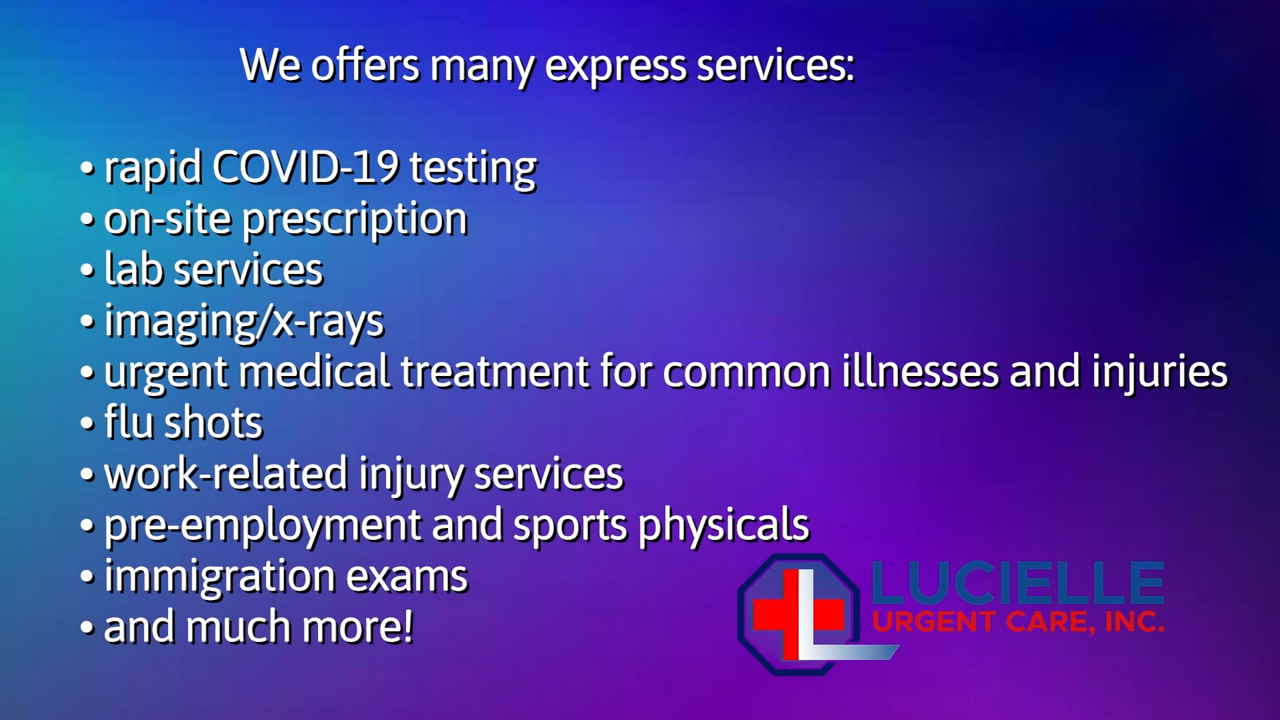 We offers many express services:
• rapid COVID-19 testing
• on-site prescription
• lab services
• imaging/x-rays
• urgent medical treatment for common illnesses and injuries
• flu shots
• work-related injury services
• pre-employment and sports physicals
• immigration exams
• and much more!
LUCIELLE
URGENT CARE, INC.